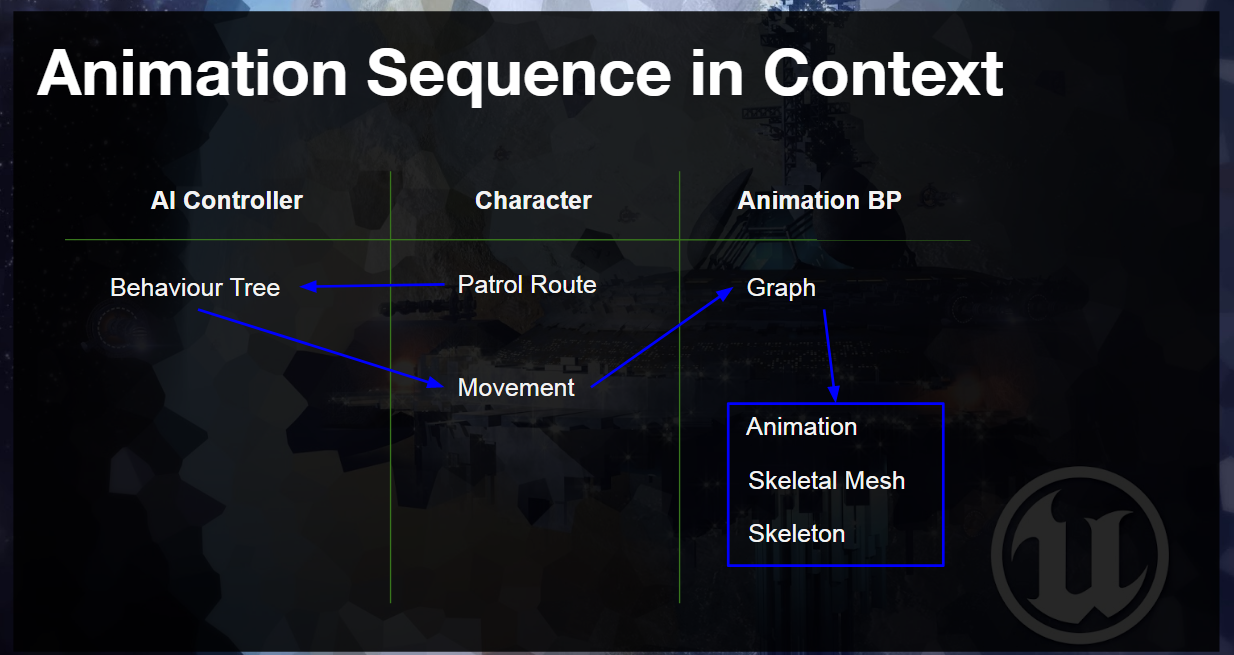 Animation Sequence in Context
AI Controller Character Animation BP
Behaviour Tree Patrol Route Graph
Movement
Animation
Skeletal Mesh
Skeleton